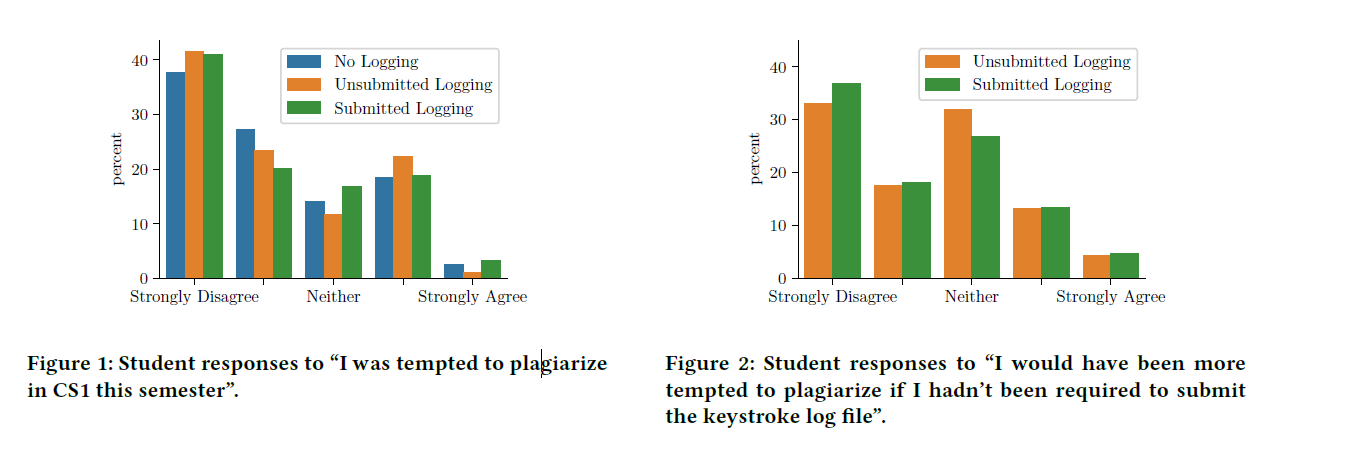 40
30
20
10
0
percent
No Logging
Unsubmitted Logging
Submitted Logging
Strongly Disagree Neither Strongly Agree
Figure 1: Student responses to “I was tempted to plagiarize
in CS1 this semester”.
40
30
20
10
0
percent
Unsubmitted Logging
Submitted Logging
Strongly Disagree Neither Strongly Agree
Figure 2: Student responses to “I would have been more
tempted to plagiarize if I hadn’t been required to submit
the keystroke log file”.